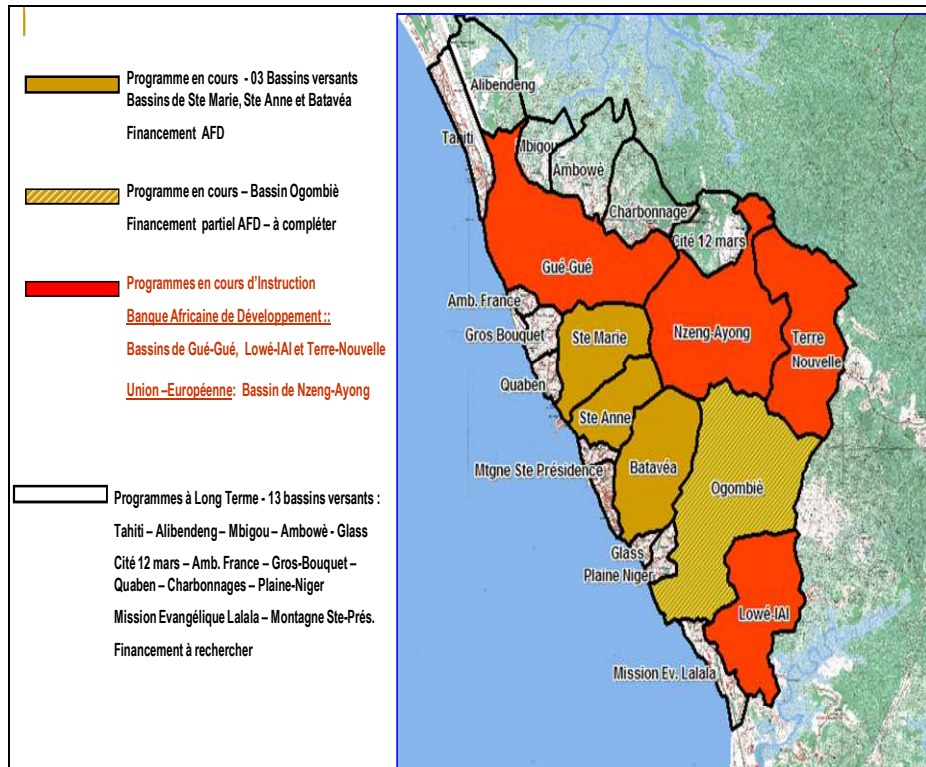 Programme en cours - 03 Bassins versants
Bassins de Ste Marie, Ste Anne et Batavéa
Financement AFD
Programme en cours – Bassin Ogombiè
Financement partiel AFD – à compléter
Programmes en cours d'Instruction
Banque Africaine de Développement ::
Bassins de Gué-Gué, Lowé-IAI et Terre-Nouvelle
Union –Européenne: Bassin de Nzeng-Ayong
Programmes à Long Terme - 13 bassins versants :
Tahiti – Alibendeng – Mbigou – Ambowè - Glass
Cité 12 mars – Amb. France – Gros-Bouquet –
Quaben – Charbonnages – Plaine-Niger
Mission Evangélique Lalala – Montagne Ste-Prés.
Financement à rechercher
Alibendeng
Tahiti
Mbigou
Ambowè
Charbonnage
Cité 12 mars
Gué-Gué
Amb. France
Gros Bouquet
Ste Marie
Nzeng-Ayong
Terre
Nouvelle
Quaben
Ste Anne
Mtgne Ste Présidence
Batavéa
Ogombiè
Glass
Plaine Niger
Lowé-IAI
Mission Ev. Lalala